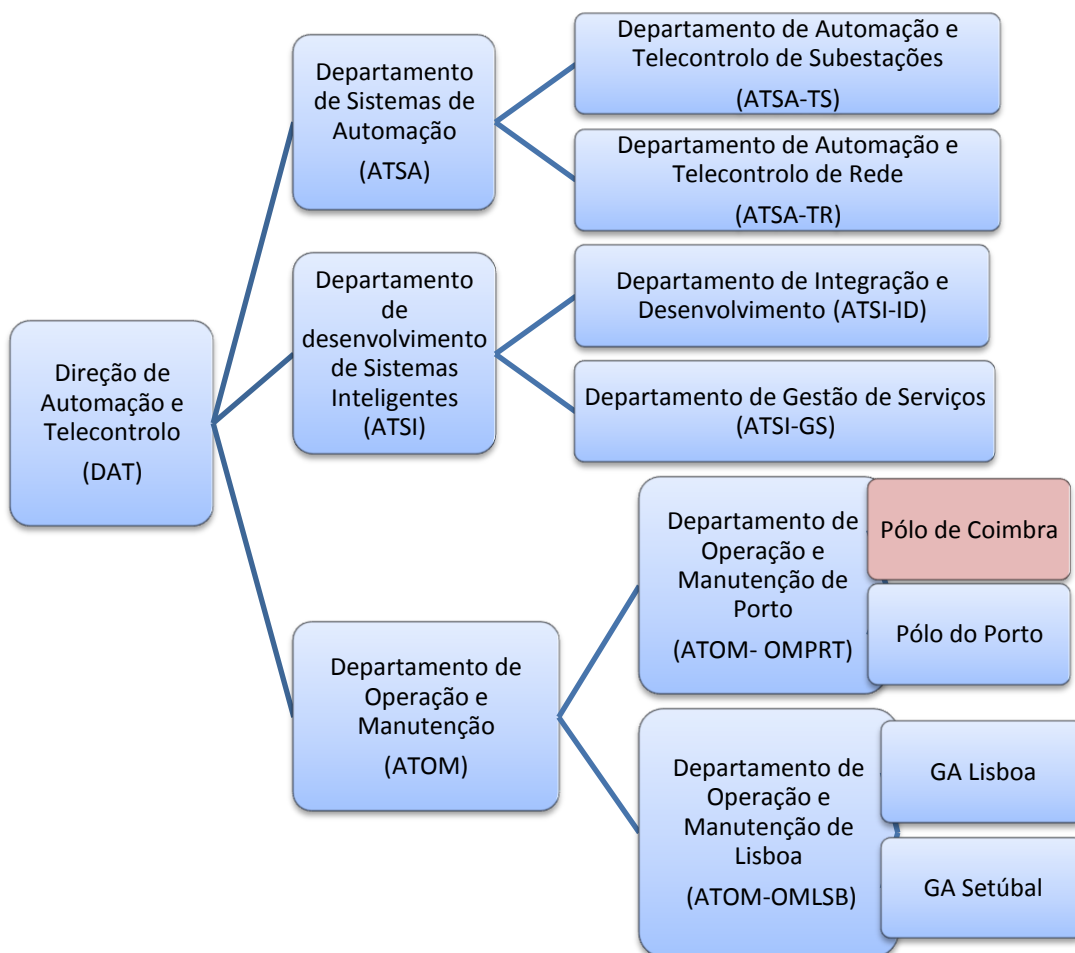 Direção de
Automação e
Telecontrolo
(DAT)
Departamento
de Sistemas de
Automação
(ATSA)
Departamento de Automação e
Telecontrolo de Subestações
(ATSA-TS)
Departamento de Automação e
Telecontrolo de Rede
(ATSA-TR)
Departamento
de
desenvolvimento
de Sistemas
Inteligentes
(ATSI)
Departamento de Integração e
Desenvolvimento (ATSI-ID)
Departamento de Gestão de Serviços
(ATSI-GS)
Departamento de
Operação e
Manutenção
(ATOM)
Departamento de
Operação e
Manutenção de
Porto
(ATOM- OMPRT)
Pólo de Coimbra
Pólo do Porto
Departamento de
Operação e
Manutenção de
Lisboa
(ATOM-OMLSB)
GA Lisboa
GA Setúbal